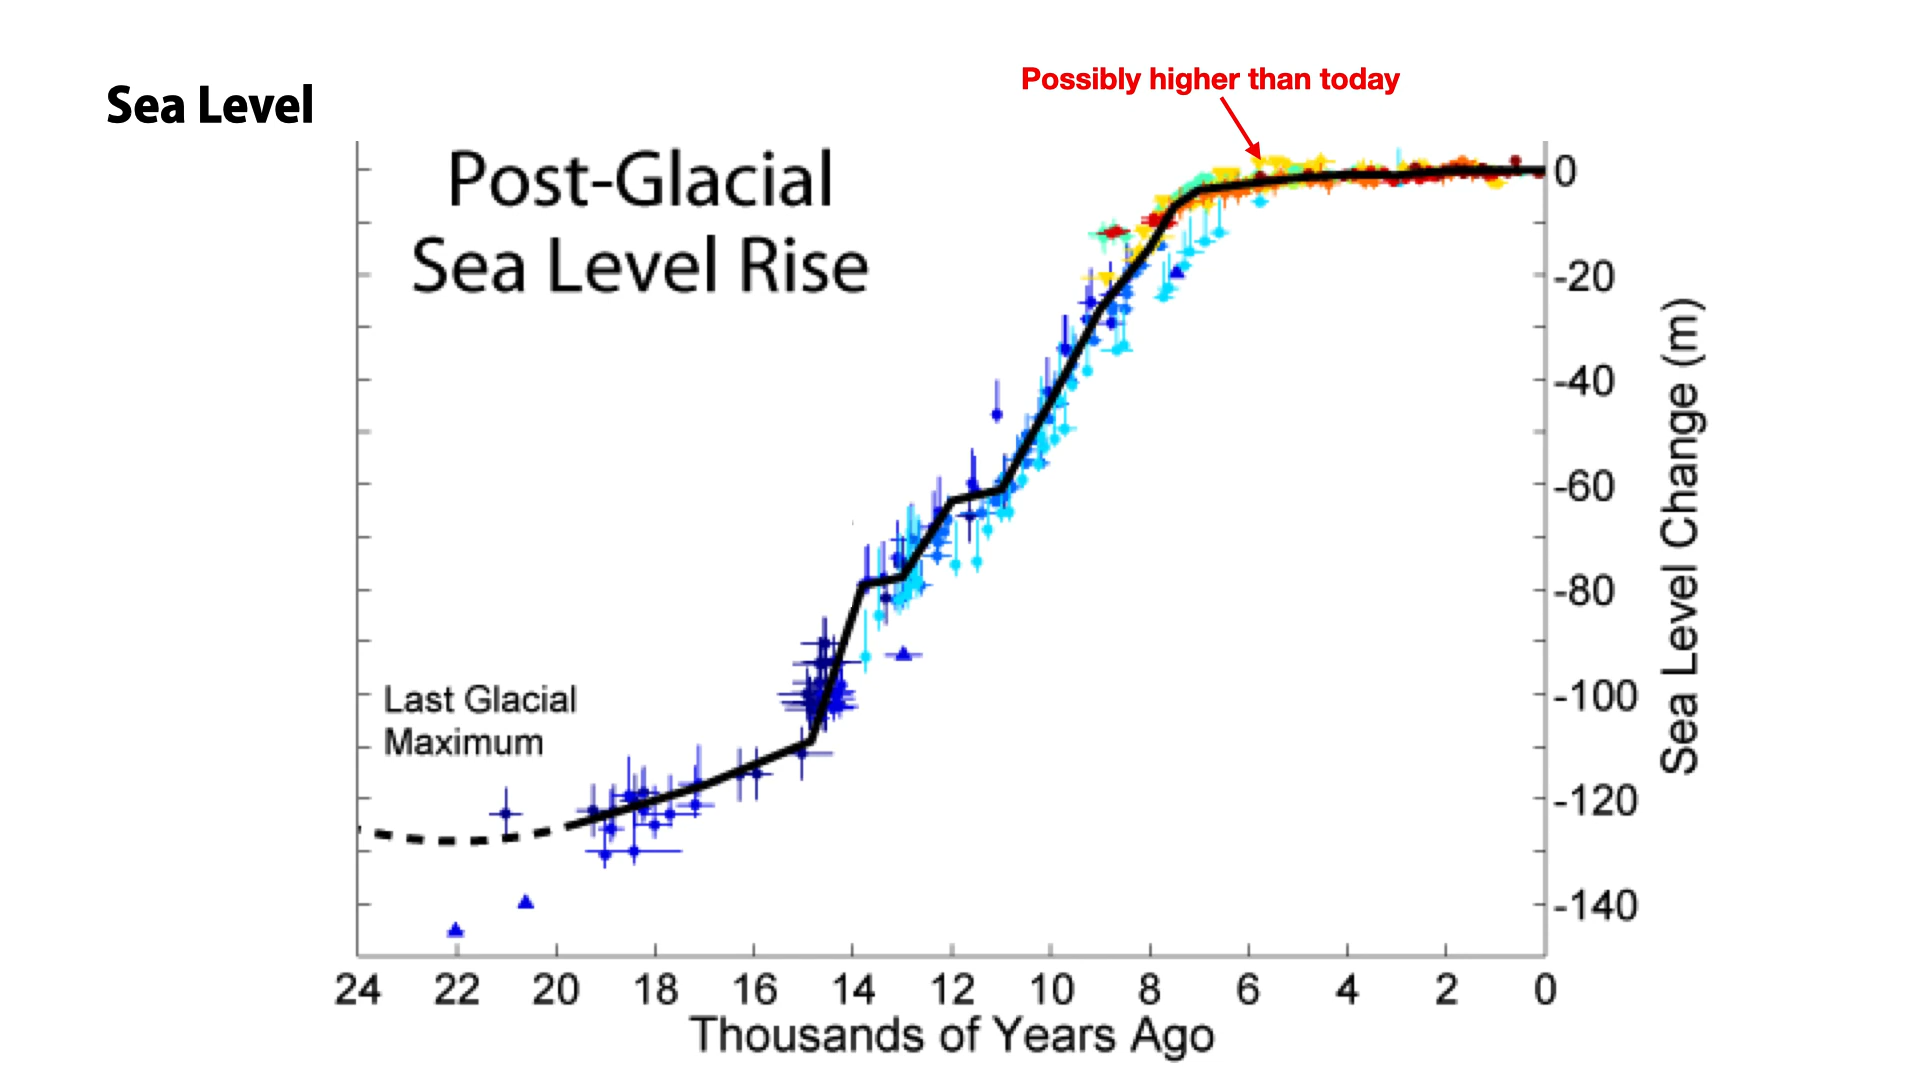 Possibly higher than today
Sea Level
Post-Glacial
Sea Level Rise
Last Glacial
Maximum
0
-20
-40
-60
-80
-100
-120
-140
Sea Level Change (m)
24 22 20 18 16 14 12 10 8 6 4 2 0
Thousands of Years Ago